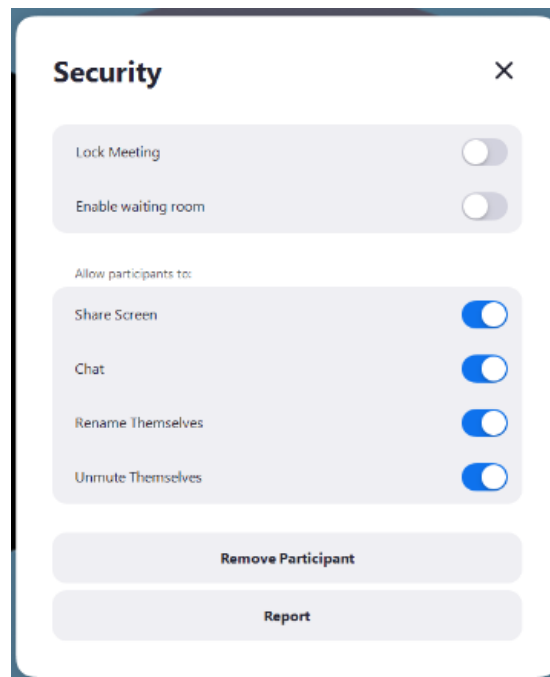 Security
Lock Meeting
Enable waiting room
Allow participants to:
Share Screen
Chat
Rename Themselves
Unmute Themselves
Remove Participant
Report